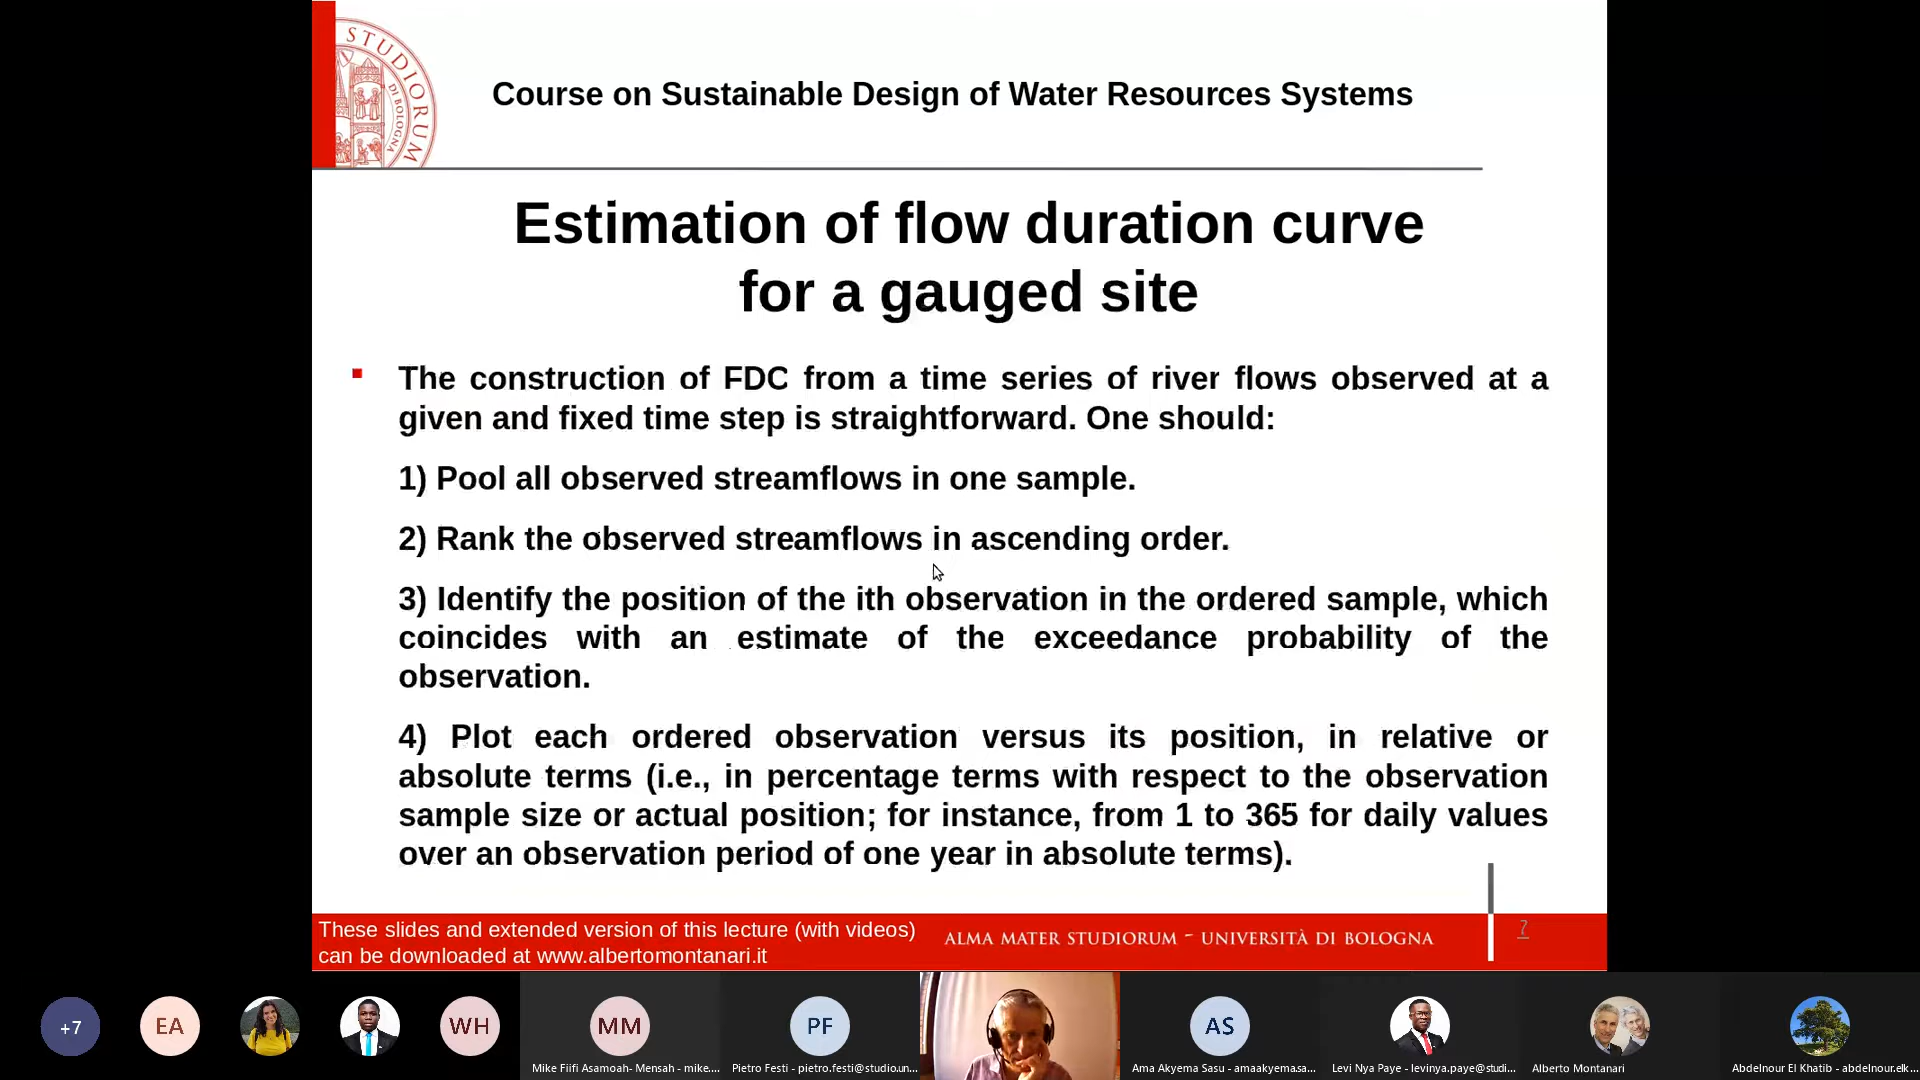 STUDIORUM
DI BOLOGNA
Course on Sustainable Design of Water Resources Systems
Estimation of flow duration curve
for a gauged site
The construction of FDC from a time series of river flows observed at a
given and fixed time step is straightforward. One should:
1) Pool all observed streamflows in one sample.
2) Rank the observed streamflows in ascending order.
3) Identify the position of the ith observation in the ordered sample, which
coincides with an estimate of the exceedance probability of the
observation.
4) Plot each ordered observation versus its position, in relative or
absolute terms (i.e., in percentage terms with respect to the observation
sample size or actual position; for instance, from 1 to 365 for daily values
over an observation period of one year in absolute terms).
These slides and extended version of this lecture (with videos)
can be downloaded at www.albertomontanari.it
ALMA MATER STUDIORUM - UNIVERSITÀ DI BOLOGNA
7
+7
EA
WH
MM
PF
AS
Mike Fiifi Asamoah- Mensah - mike....
Pietro Festi - pietro.festi@studio.un...
Ama Akyema Sasu - amaakyema.sa...
Levi Nya Paye - levinya.paye@studi...
Alberto Montanari
Abdelnour El Khatib - abdelnour.elk...